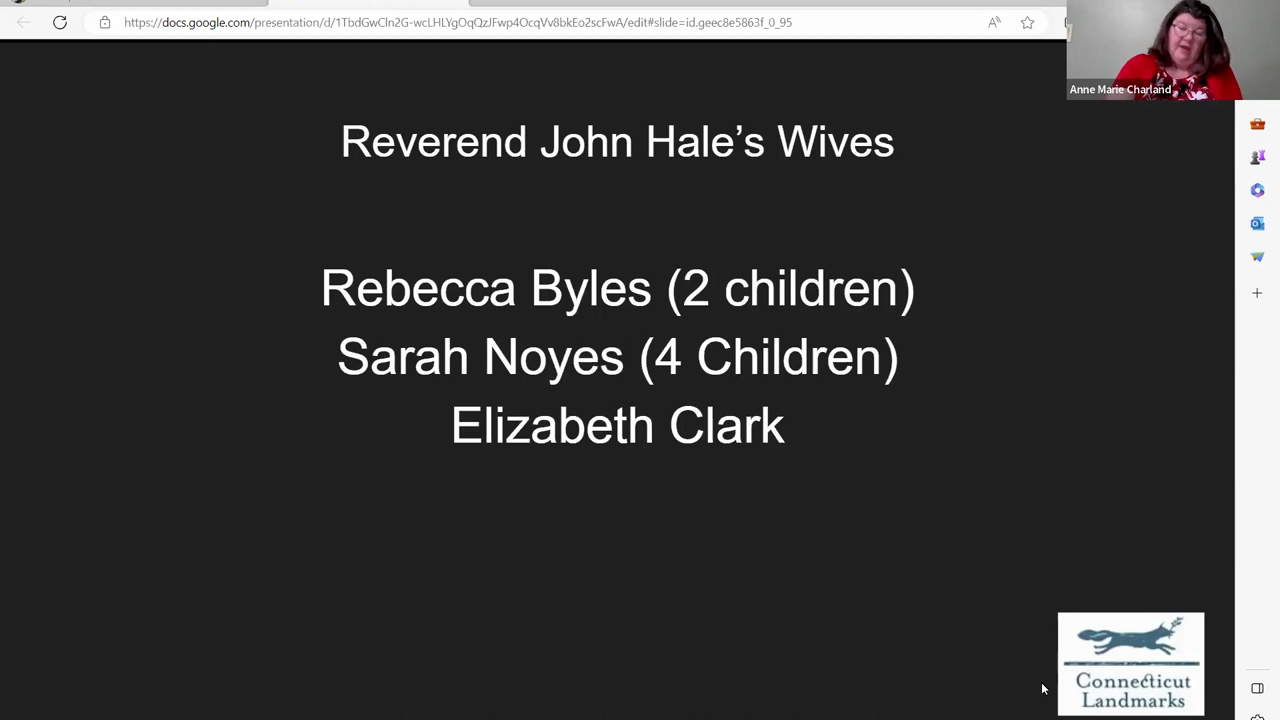 https://docs.google.com/presentation/d/1TbdGwCln2G-wcLHLYgOqQzJFwp4OcqVv8bkEo2scFwA/edit#slide=id.geec8e5863f_0_95
Anne Marie Charland
Reverend John Hale’s Wives
Rebecca Byles (2 children)
Sarah Noyes (4 Children)
Elizabeth Clark
Connecticut
Landmarks